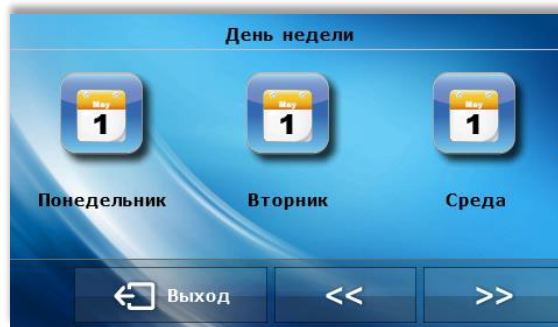 День недели
May May May
1 1 1
Понедельник Вторник Среда
Выход << >>